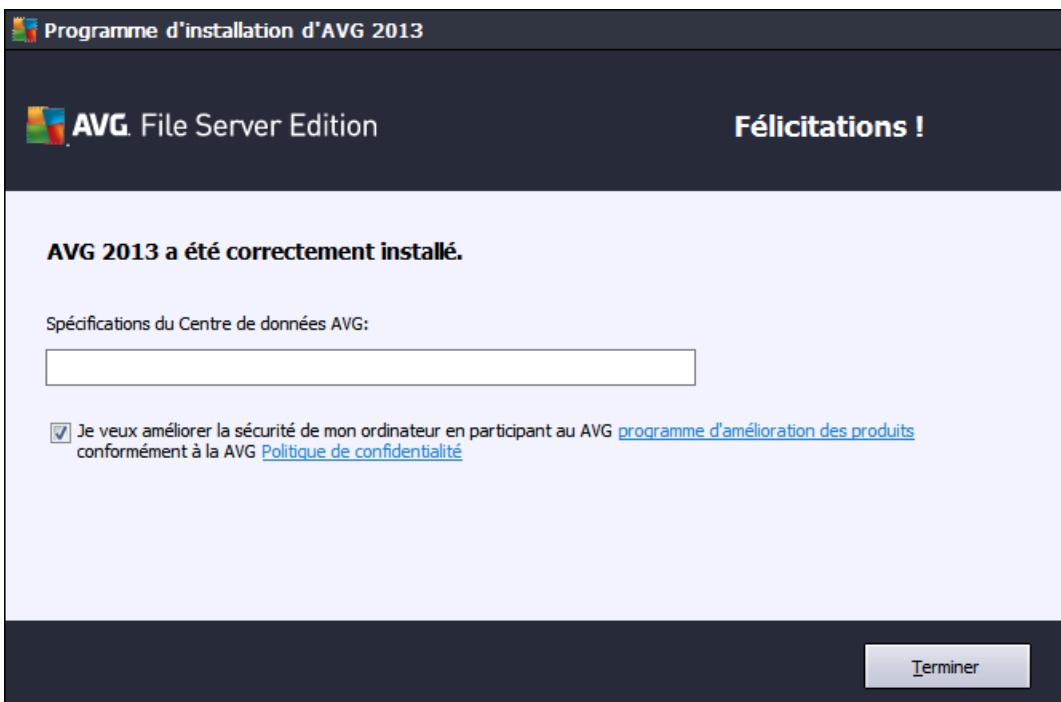 Programme d'installation d'AVG 2013
AVG. File Server Edition
Félicitations !
AVG 2013 a été correctement installé.
Spécifications du Centre de données AVG:
Je veux améliorer la sécurité de mon ordinateur en participant au AVG programme d'amélioration des produits
conformément à la AVG Politique de confidentialité
Terminer